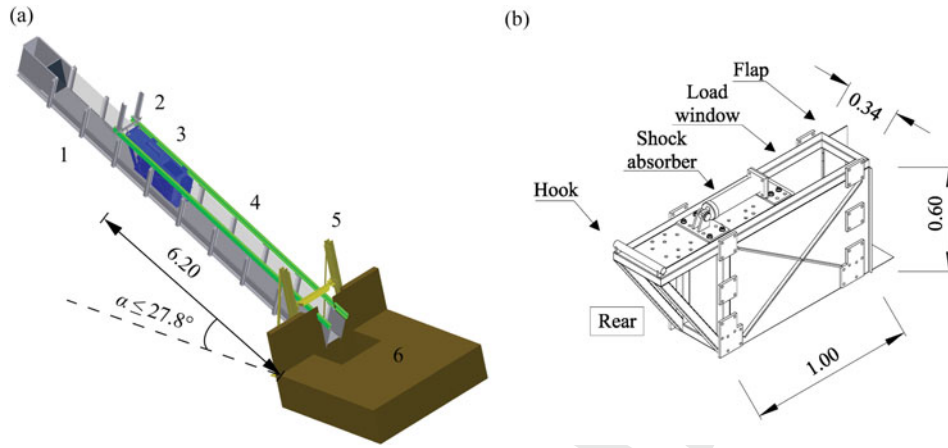 (a)
1
2
3
4
5
6
6.20
α ≤ 27.8°
(b)
Flap
Load
window
Shock
absorber
Hook
Rear
0.34
0.60
1.00